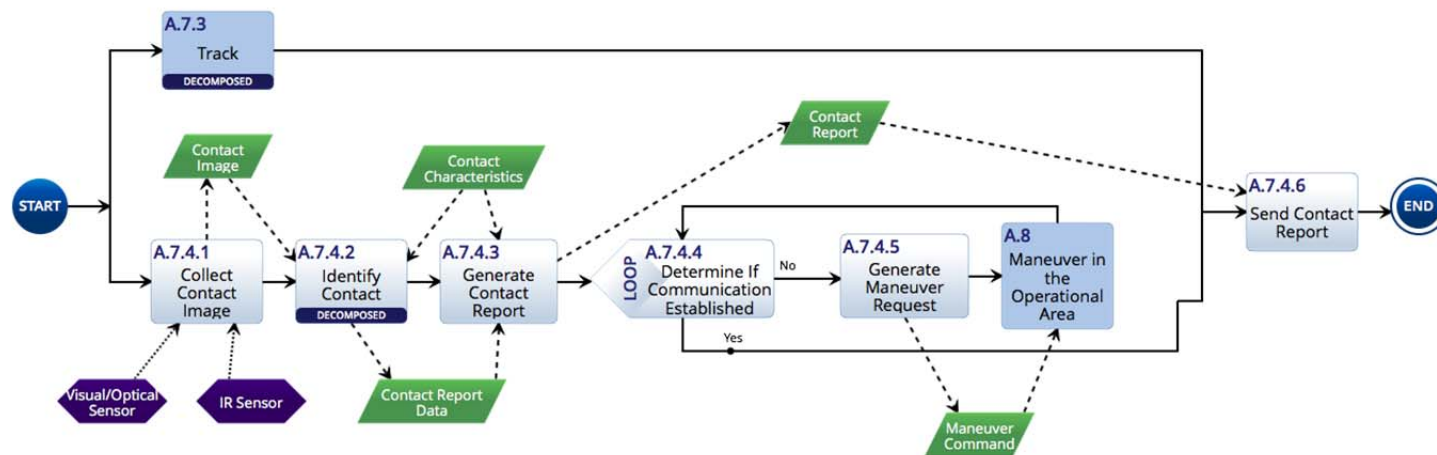 A.7.3
Track
DECOMPOSED
Contact
Image
Contact
Characteristics
Contact
Report
START
A.7.4.1
Collect
Contact
Image
A.7.4.2
Identify
Contact
DECOMPOSED
A.7.4.3
Generate
Contact
Report
LOOP
A.7.4.4
Determine If
Communication
Established
No
Yes
A.7.4.5
Generate
Maneuver
Request
A.8
Maneuver in
the
Operational
Area
A.7.4.6
Send Contact
Report
END
Visual/Optical
Sensor
IR Sensor
Contact Report
Data
Maneuver
Command